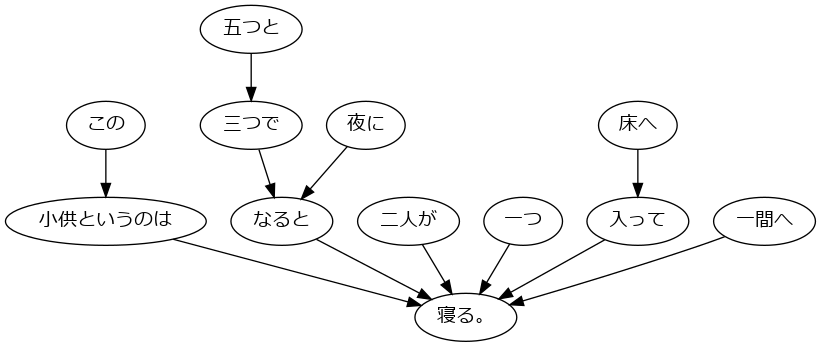 五つと
この
三つで
夜に
床へ
小供というのは
なると
二人が
一つ
入って
一間へ
寝る。